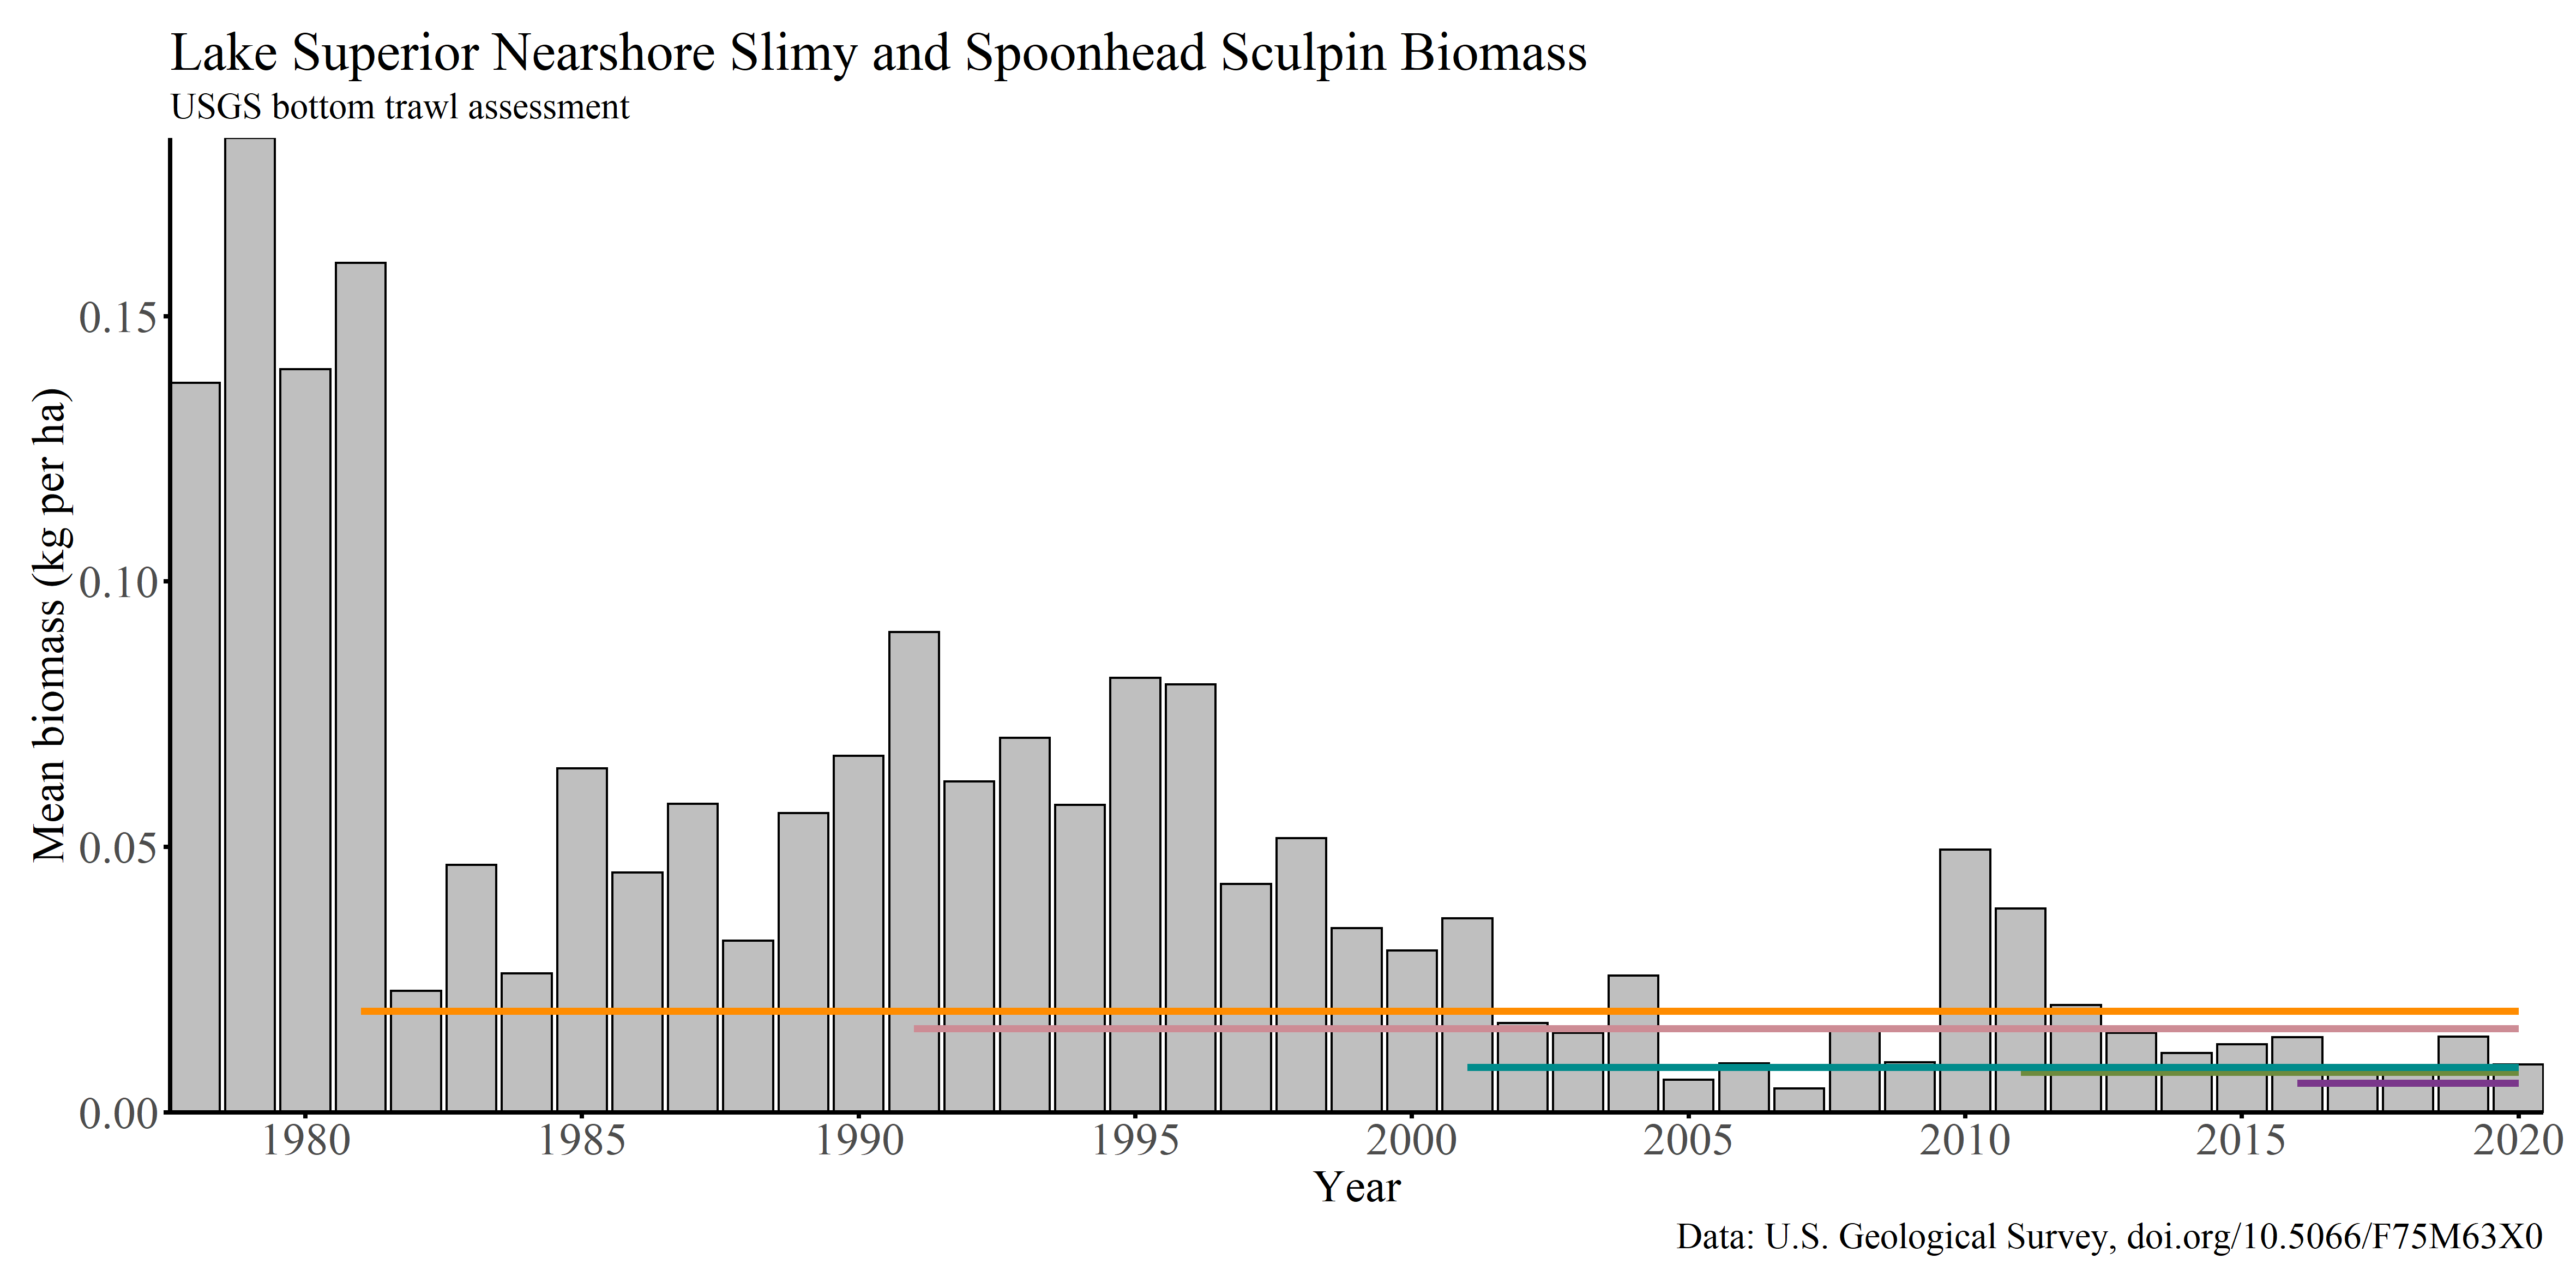 Lake Superior Nearshore Slimy and Spoonhead Sculpin Biomass
USGS bottom trawl assessment
Mean biomass (kg per ha)
0.15
0.10
0.05
0.00
1980 1985 1990 1995 2000 2005 2010 2015 2020
Year
Data: U.S. Geological Survey, doi.org/10.5066/F75M63X0